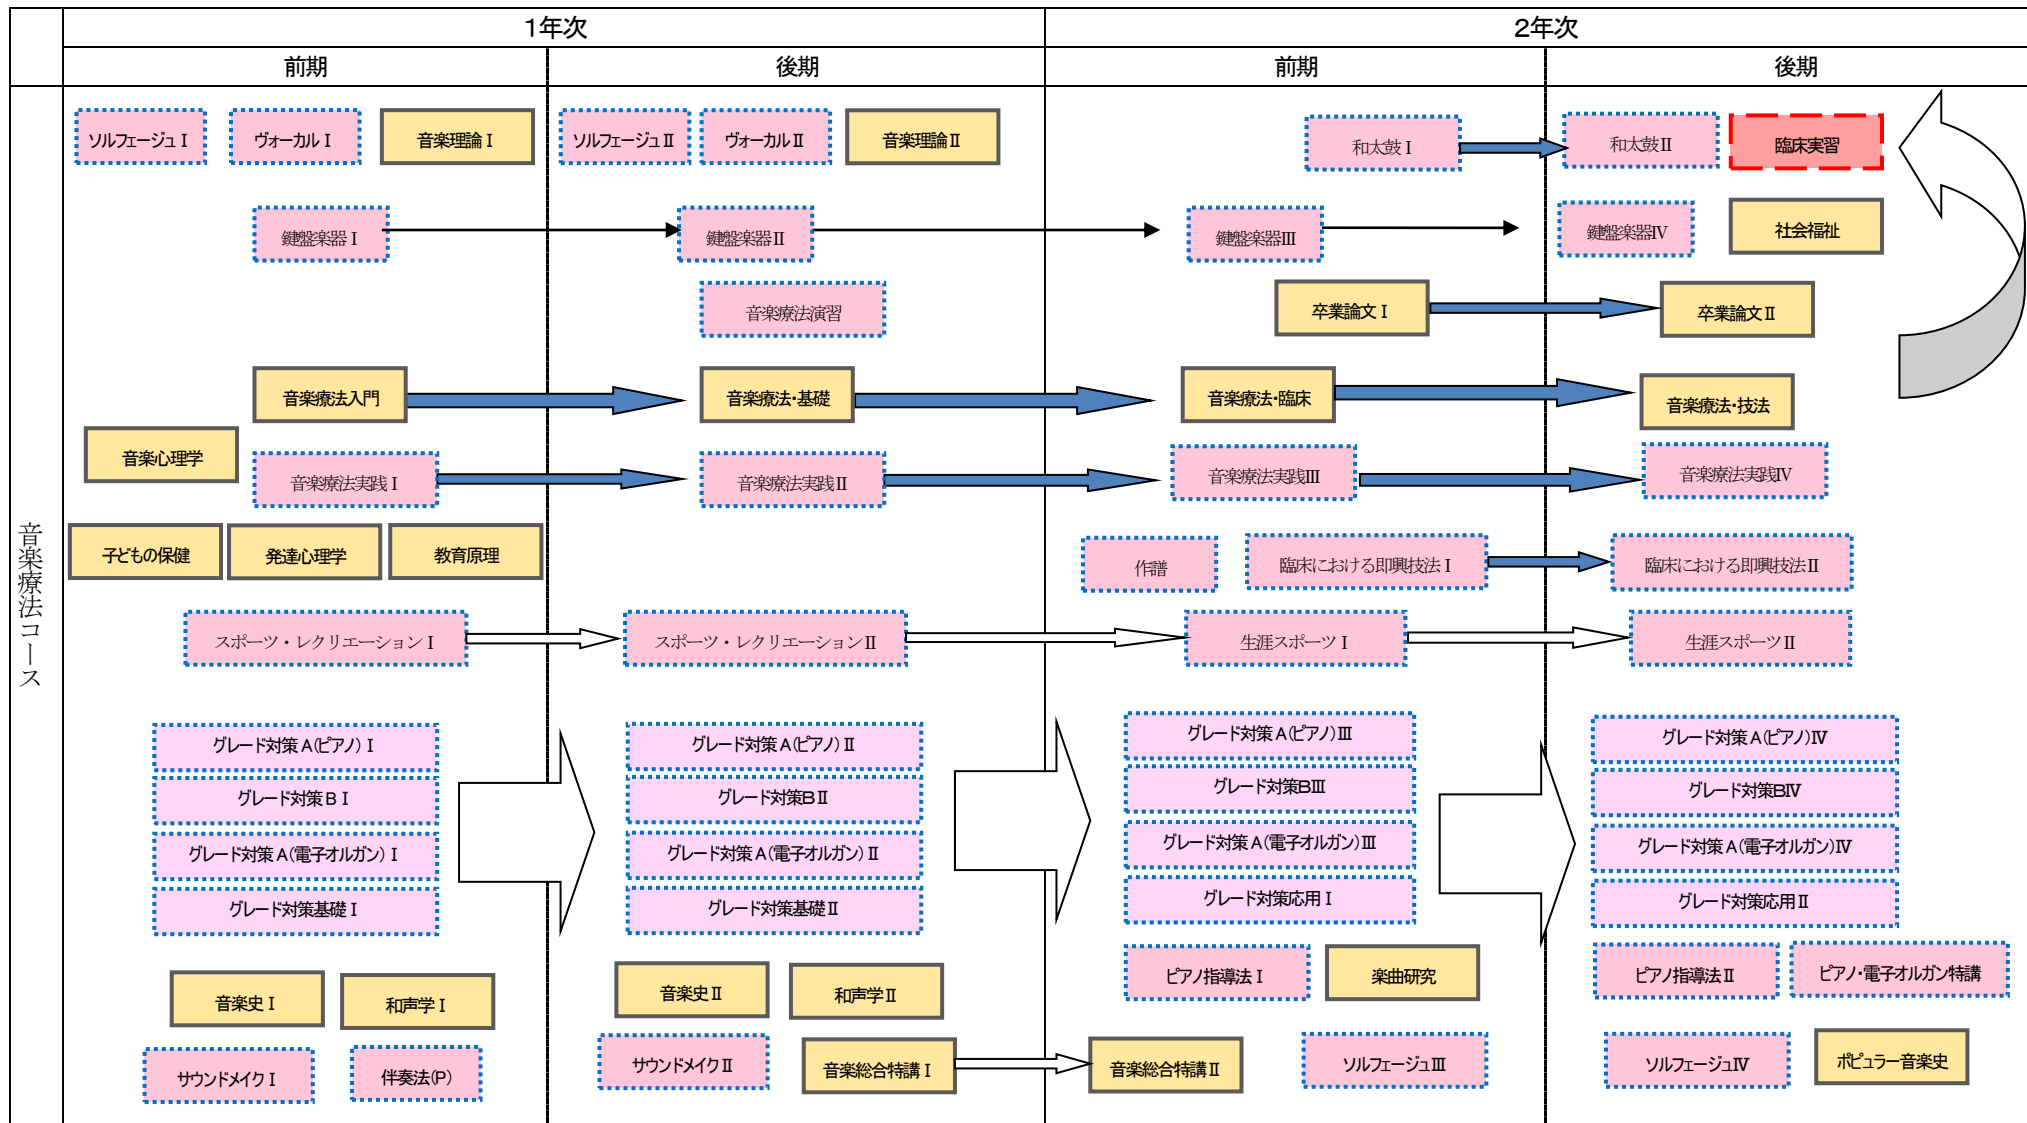 1年次
2年次
前期
後期
前期
後期
音楽療法コース
ソルフェージュⅠ
ヴォーカルⅠ
音楽理論Ⅰ
ソルフェージュⅡ
ヴォーカルⅡ
音楽理論Ⅱ
和太鼓Ⅰ
和太鼓Ⅱ
臨床実習
鍵盤楽器Ⅰ
鍵盤楽器Ⅱ
鍵盤楽器Ⅲ
鍵盤楽器Ⅳ
社会福祉
音楽療法演習
卒業論文Ⅰ
卒業論文Ⅱ
音楽療法入門
音楽療法・基礎
音楽療法・臨床
音楽療法・技法
音楽心理学
音楽療法実践Ⅰ
音楽療法実践Ⅱ
音楽療法実践Ⅲ
音楽療法実践Ⅳ
子どもの保健
発達心理学
教育原理
作譜
臨床における即興技法Ⅰ
臨床における即興技法Ⅱ
スポーツ・レクリエーションⅠ
スポーツ・レクリエーションⅡ
生涯スポーツⅠ
生涯スポーツⅡ
グレード対策A(ピアノ)Ⅰ
グレード対策A(ピアノ)Ⅱ
グレード対策A(ピアノ)Ⅲ
グレード対策A(ピアノ)Ⅳ
グレード対策BⅠ
グレード対策BⅡ
グレード対策BⅢ
グレード対策BⅣ
グレード対策A(電子オルガン)Ⅰ
グレード対策A(電子オルガン)Ⅱ
グレード対策A(電子オルガン)Ⅲ
グレード対策A(電子オルガン)Ⅳ
グレード対策基礎Ⅰ
グレード対策基礎Ⅱ
グレード対策応用Ⅰ
グレード対策応用Ⅱ
音楽史Ⅰ
和声学Ⅰ
音楽史Ⅱ
和声学Ⅱ
ピアノ指導法Ⅰ
楽曲研究
ピアノ指導法Ⅱ
ピアノ・電子オルガン特講
サウンドメイクⅠ
伴奏法(P)
サウンドメイクⅡ
音楽総合特講Ⅰ
音楽総合特講Ⅱ
ソルフェージュⅢ
ソルフェージュⅣ
ポピュラー音楽史